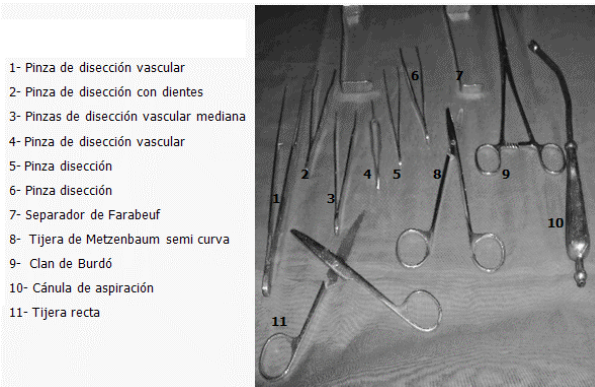 1- Pinza de disección vascular
2- Pinza de disección con dientes
3- Pinzas de disección vascular mediana
4- Pinza de disección vascular
5- Pinza disección
6- Pinza disección
7- Separador de Farabeuf
8- Tijera de Metzenbaum semi curva
9- Clan de Burdó
10- Cánula de aspiración
11- Tijera recta
6
7
2
4
5
8
9
1
3
10
11